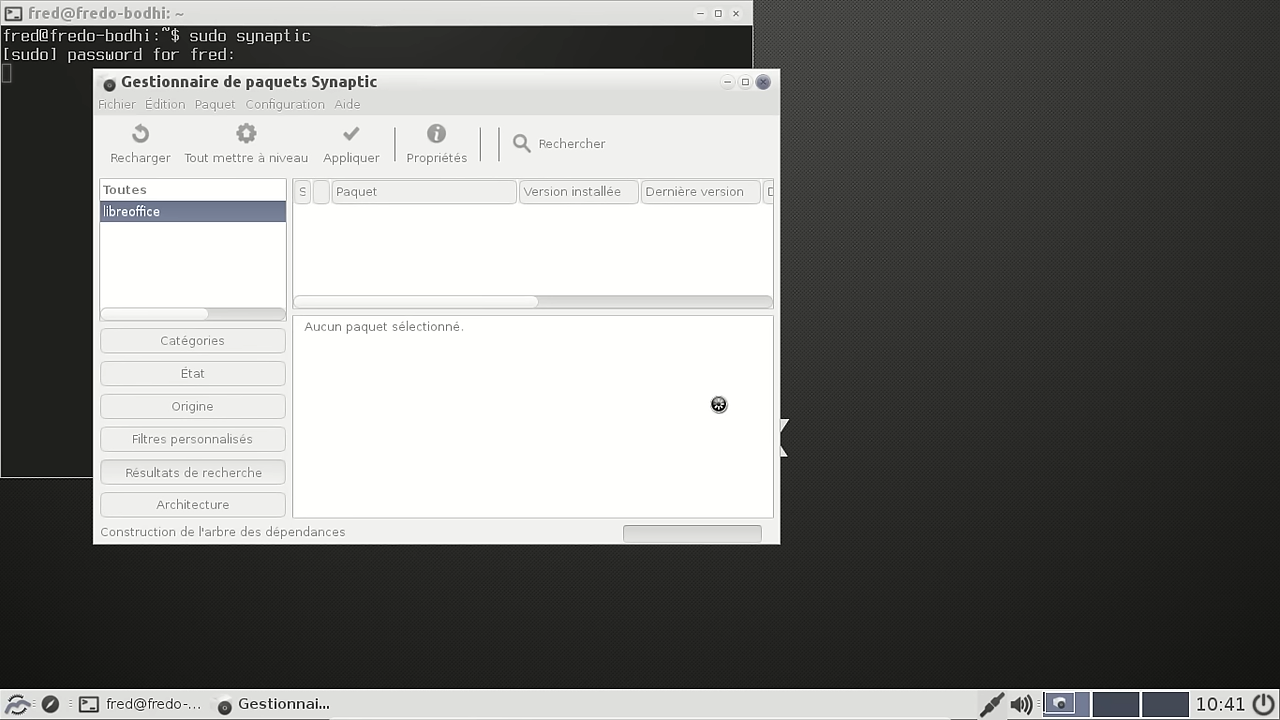 fred@fredo-bodhi: ~
fred@fredo-bodhi:~$ sudo synaptic
[sudo] password for fred:
Gestionnaire de paquets Synaptic
Fichier Édition Paquet Configuration Aide
Recharger Tout mettre à niveau Appliquer Propriétés Rechercher
Toutes
libreoffice
S Paquet Version installée Dernière version D
Aucun paquet sélectionné.
Catégories
État
Origine
Filtres personnalisés
Résultats de recherche
Architecture
Construction de l'arbre des dépendances
fred@fredo-... Gestionnai... 10:41